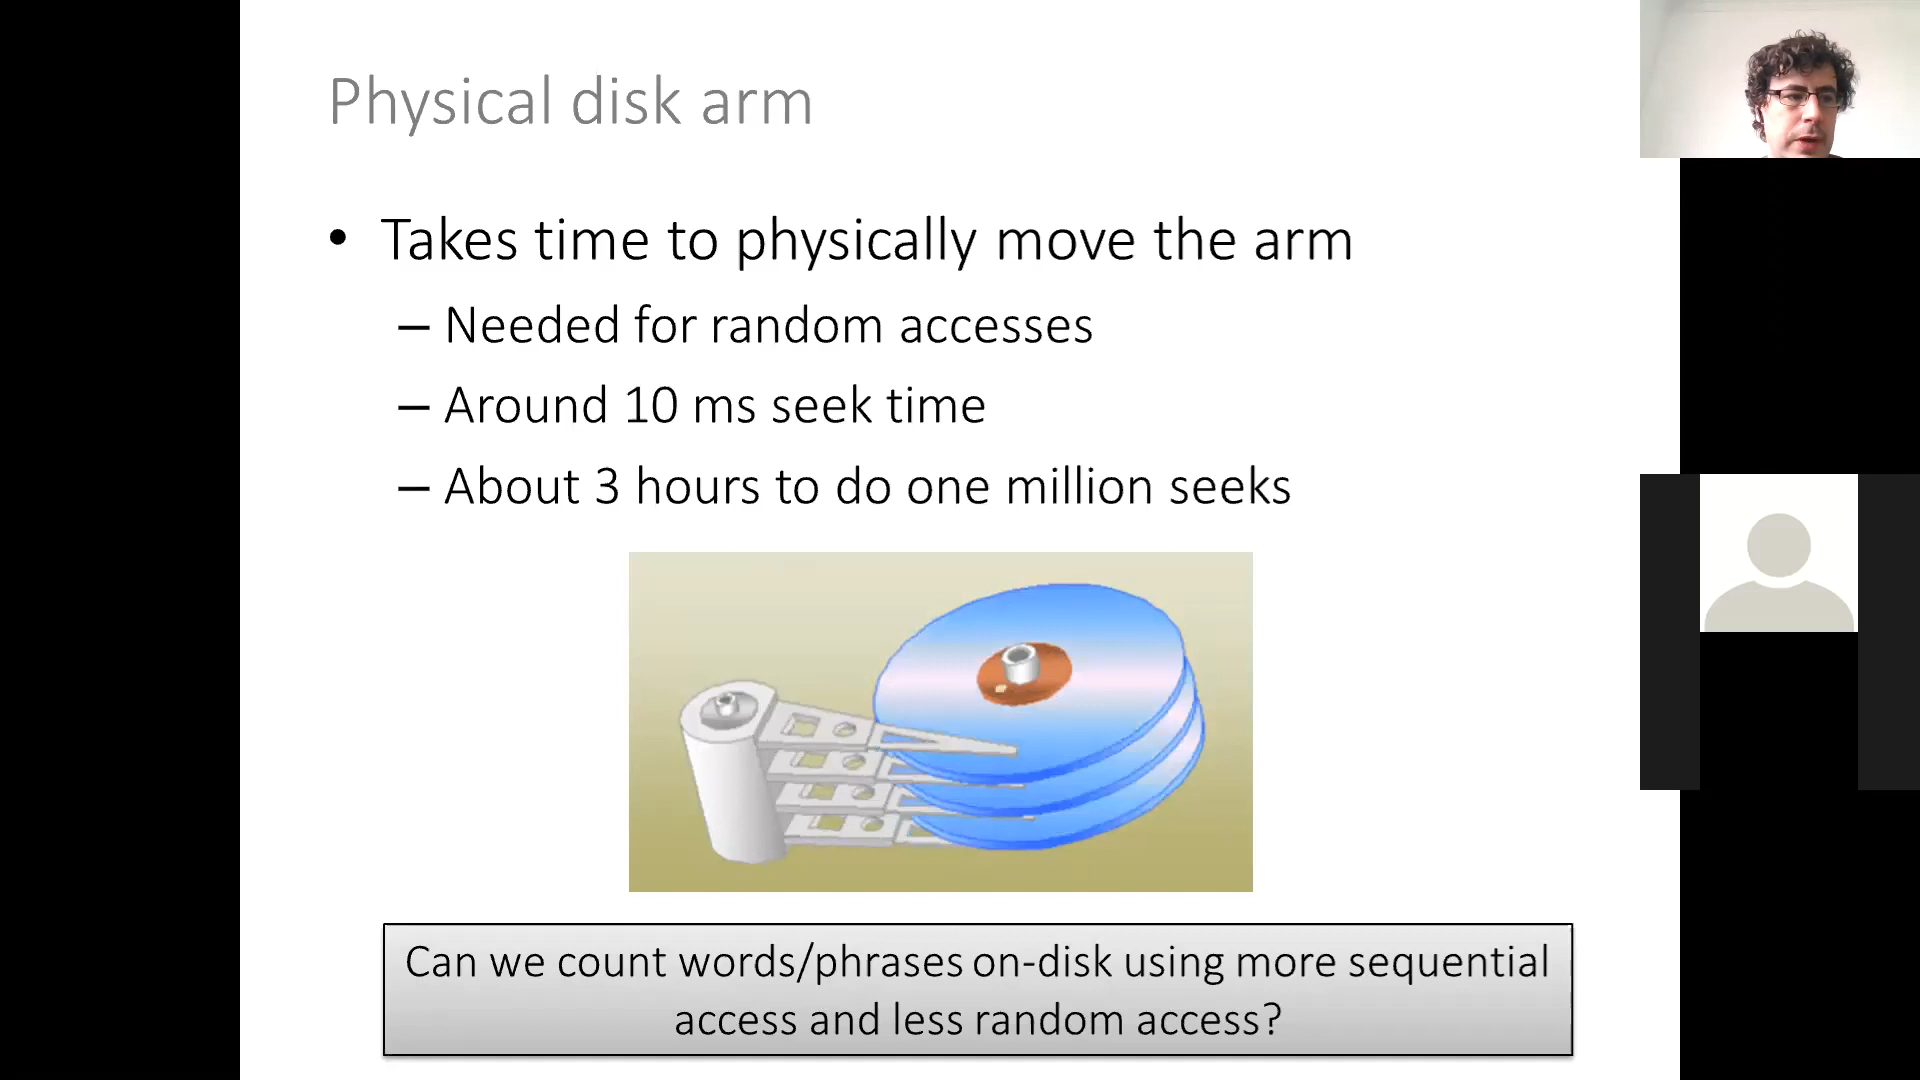 Physical disk arm
• Takes time to physically move the arm
– Needed for random accesses
– Around 10 ms seek time
– About 3 hours to do one million seeks
Can we count words/phrases on-disk using more sequential
access and less random access?